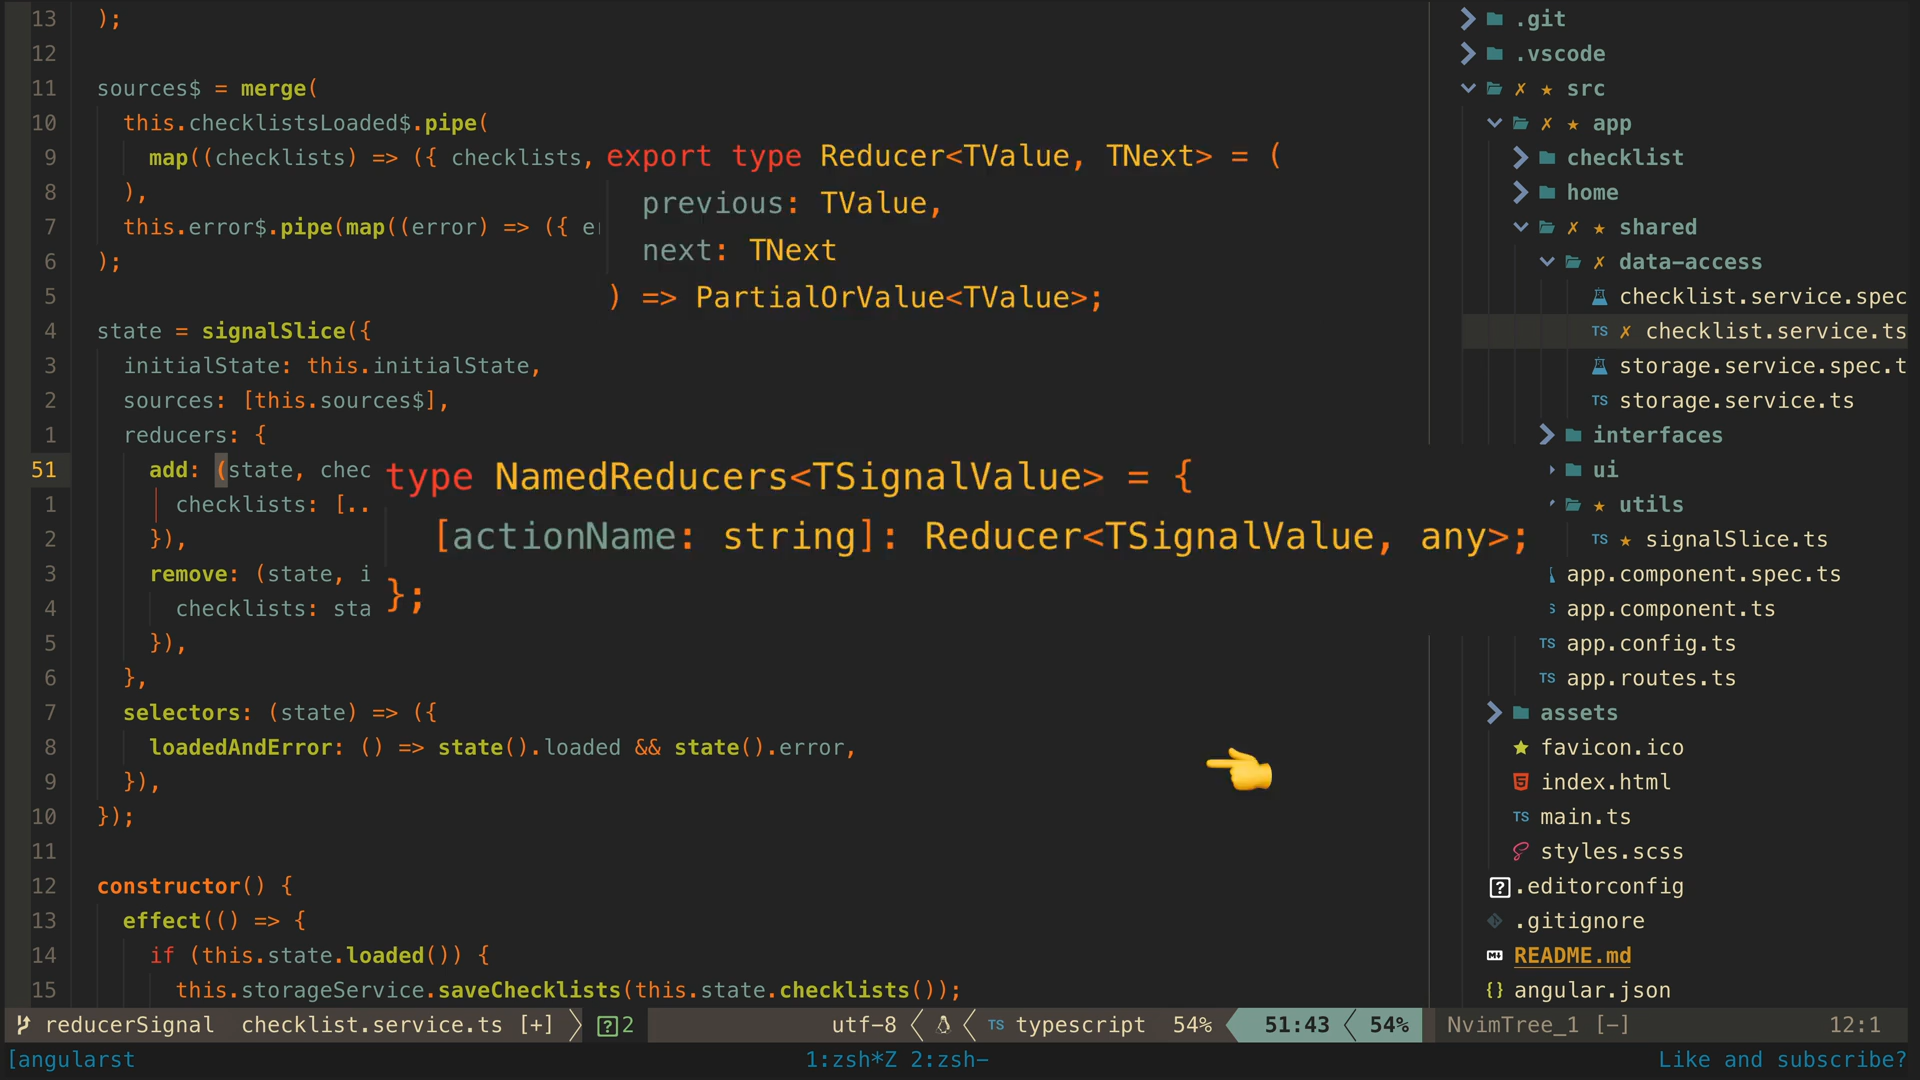 13 );
12
11 sources$ = merge(
10 this.checklistsLoaded$.pipe(
9 map((checklists) => ({ checklists,
8 ),
7 this.error$.pipe(map((error) => ({ e
6 );
5
4 state = signalSlice({
3 initialState: this.initialState,
2 sources: [this.sources$],
1 reducers: {
51 add: (state, chec
1 checklists: [..
2 }),
3 remove: (state, i
4 checklists: sta
5 }),
6 },
7 selectors: (state) => ({
8 loadedAndError: () => state().loaded && state().error,
9 }),
10 });
11
12 constructor() {
13 effect(() => {
14 if (this.state.loaded()) {
15 this.storageService.saveChecklists(this.state.checklists());
export type Reducer<TValue, TNext> = (
previous: TValue,
next: TNext
) => PartialOrValue<TValue>;
type NamedReducers<TSignalValue> = {
[actionName: string]: Reducer<TSignalValue, any>;
};
.git
.vscode
✗ ★ src
✗ ★ app
checklist
home
✗ ★ shared
✗ data-access
checklist.service.spec
TS ✗ checklist.service.ts
storage.service.spec.t
TS storage.service.ts
interfaces
ui
★ utils
TS ★ signalSlice.ts
app.component.spec.ts
s app.component.ts
TS app.config.ts
TS app.routes.ts
assets
favicon.ico
index.html
TS main.ts
styles.scss
.editorconfig
.gitignore
README.md
{} angular.json
reducerSignal checklist.service.ts [+] 2 utf-8 TS typescript 54% 51:43 54% NvimTree_1 [-] 12:1
[angularst 1:zsh*Z 2:zsh- Like and subscribe?